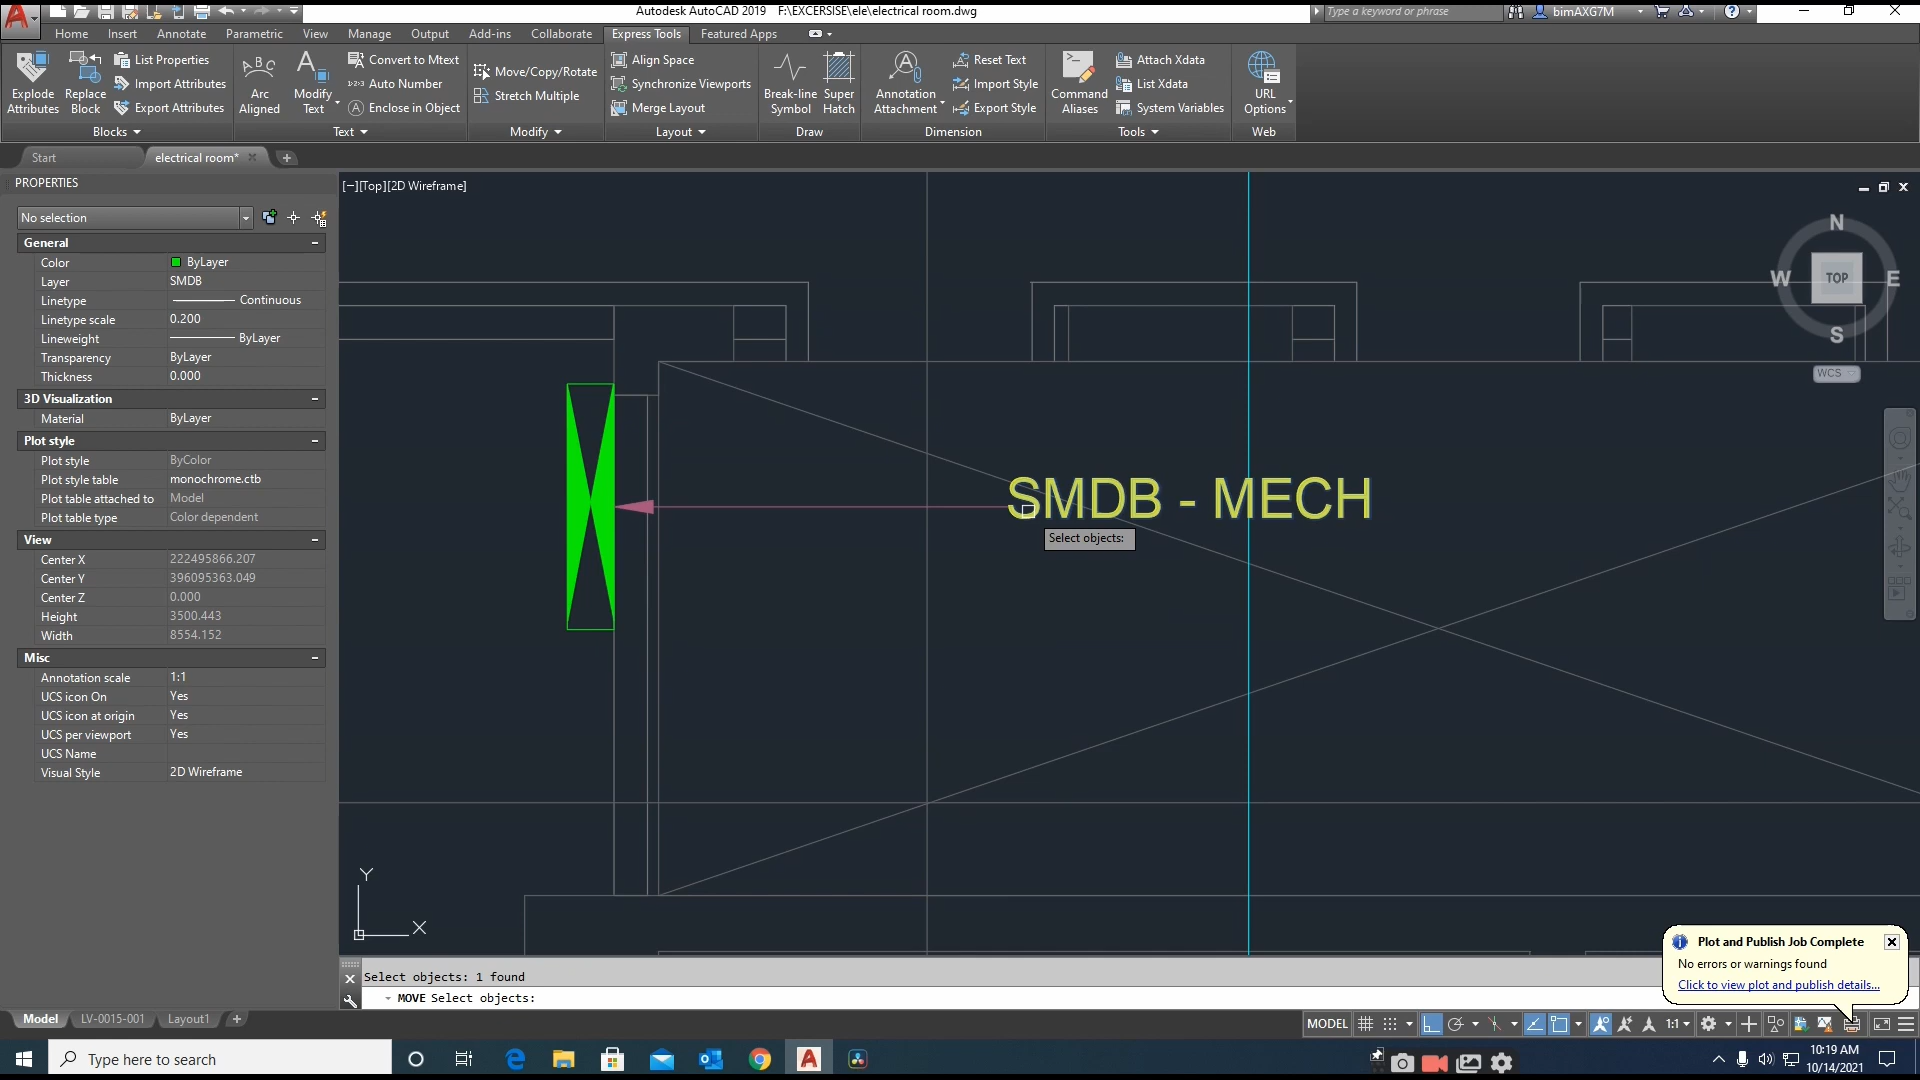 Autodesk AutoCAD 2019 F:\EXCERSISE\ele\electrical room.dwg
Type a keyword or phrase
bimAXG7M
Home Insert Annotate Parametric View Manage Output Add-ins Collaborate Express Tools Featured Apps
Explode Attributes
Replace Block
List Properties
Import Attributes
Export Attributes
Blocks
ABC
Arc Aligned
Modify Text
Convert to Mtext
Auto Number
Enclose in Object
Text
Move/Copy/Rotate
Stretch Multiple
Modify
Align Space
Synchronize Viewports
Merge Layout
Layout
Break-line Symbol
Super Hatch
Draw
Annotation Attachment
Reset Text
Import Style
Export Style
Dimension
Command Aliases
Attach Xdata
List Xdata
System Variables
Tools
URL Options
Web
Start
electrical room*
PROPERTIES
No selection
General
Color ByLayer
Layer SMDB
Linetype Continuous
Linetype scale 0.200
Lineweight ByLayer
Transparency ByLayer
Thickness 0.000
3D Visualization
Material ByLayer
Plot style
Plot style ByColor
Plot style table monochrome.ctb
Plot table attached to Model
Plot table type Color dependent
View
Center X 222495866.207
Center Y 396095363.049
Center Z 0.000
Height 3500.443
Width 8554.152
Misc
Annotation scale 1:1
UCS icon On Yes
UCS icon at origin Yes
UCS per viewport Yes
UCS Name
Visual Style 2D Wireframe
[−][Top][2D Wireframe]
N
W TOP E
S
WCS
SMDB - MECH
Select objects:
Y
X
Select objects: 1 found
MOVE Select objects:
Plot and Publish Job Complete
No errors or warnings found
Click to view plot and publish details...
Model LV-0015-001 Layout1
MODEL 1:1
Type here to search
10:19 AM
10/14/2021